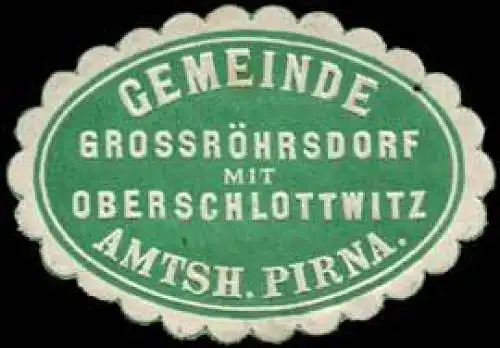 GEMEINDE
GROSSRÖHRSDORF
MIT
OBERSCHLOTTWITZ
AMTSH. PIRNA.